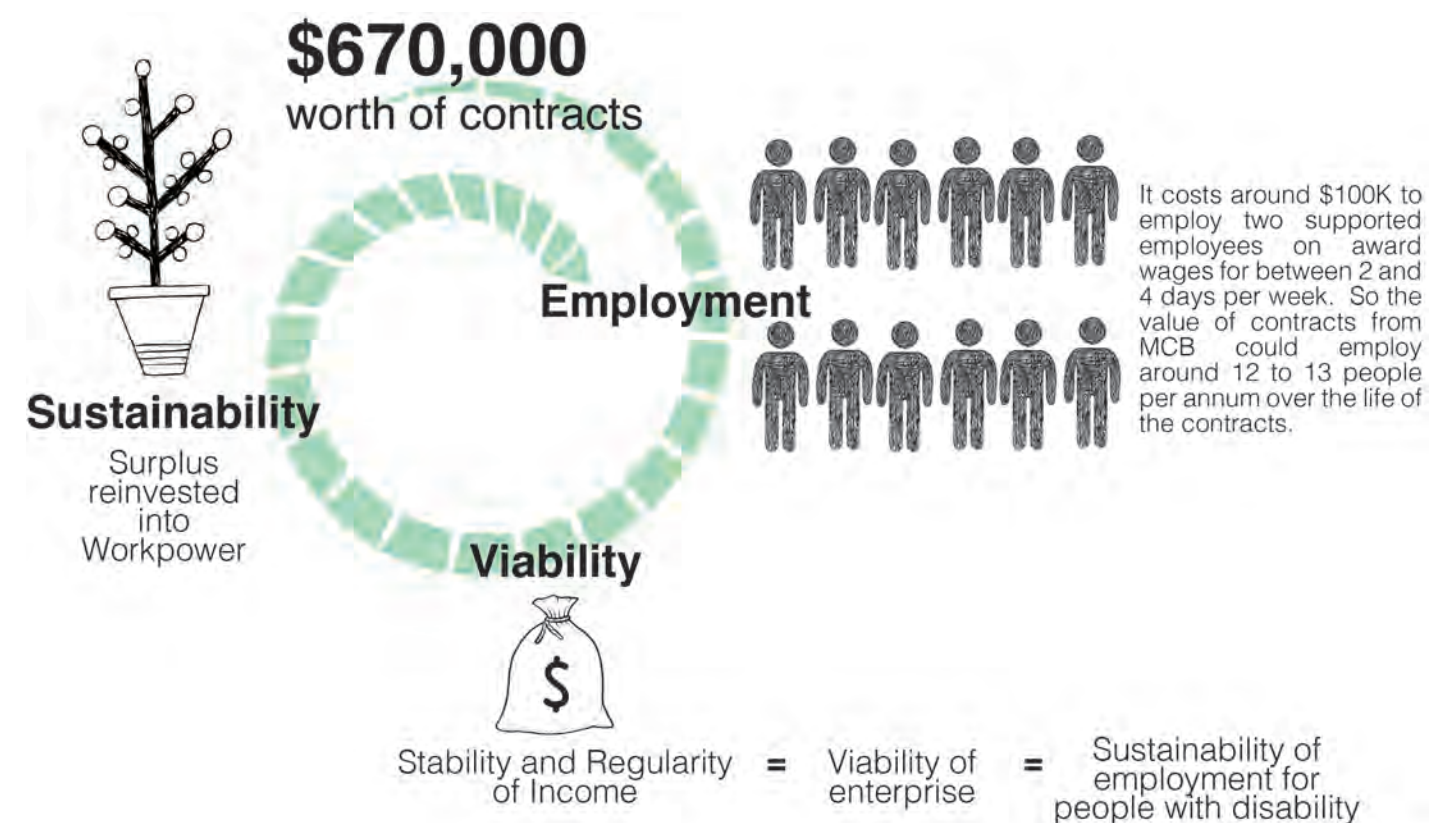 $670,000
worth of contracts
Employment
It costs around $100K to
employ two supported
employees on award
wages for between 2 and
4 days per week. So the
value of contracts from
MCB could employ
around 12 to 13 people
per annum over the life of
the contracts.
Sustainability
Surplus
reinvested
into
Workpower
Viability
$
Stability and Regularity
of Income
=
Viability of
enterprise
=
Sustainability of
employment for
people with disability